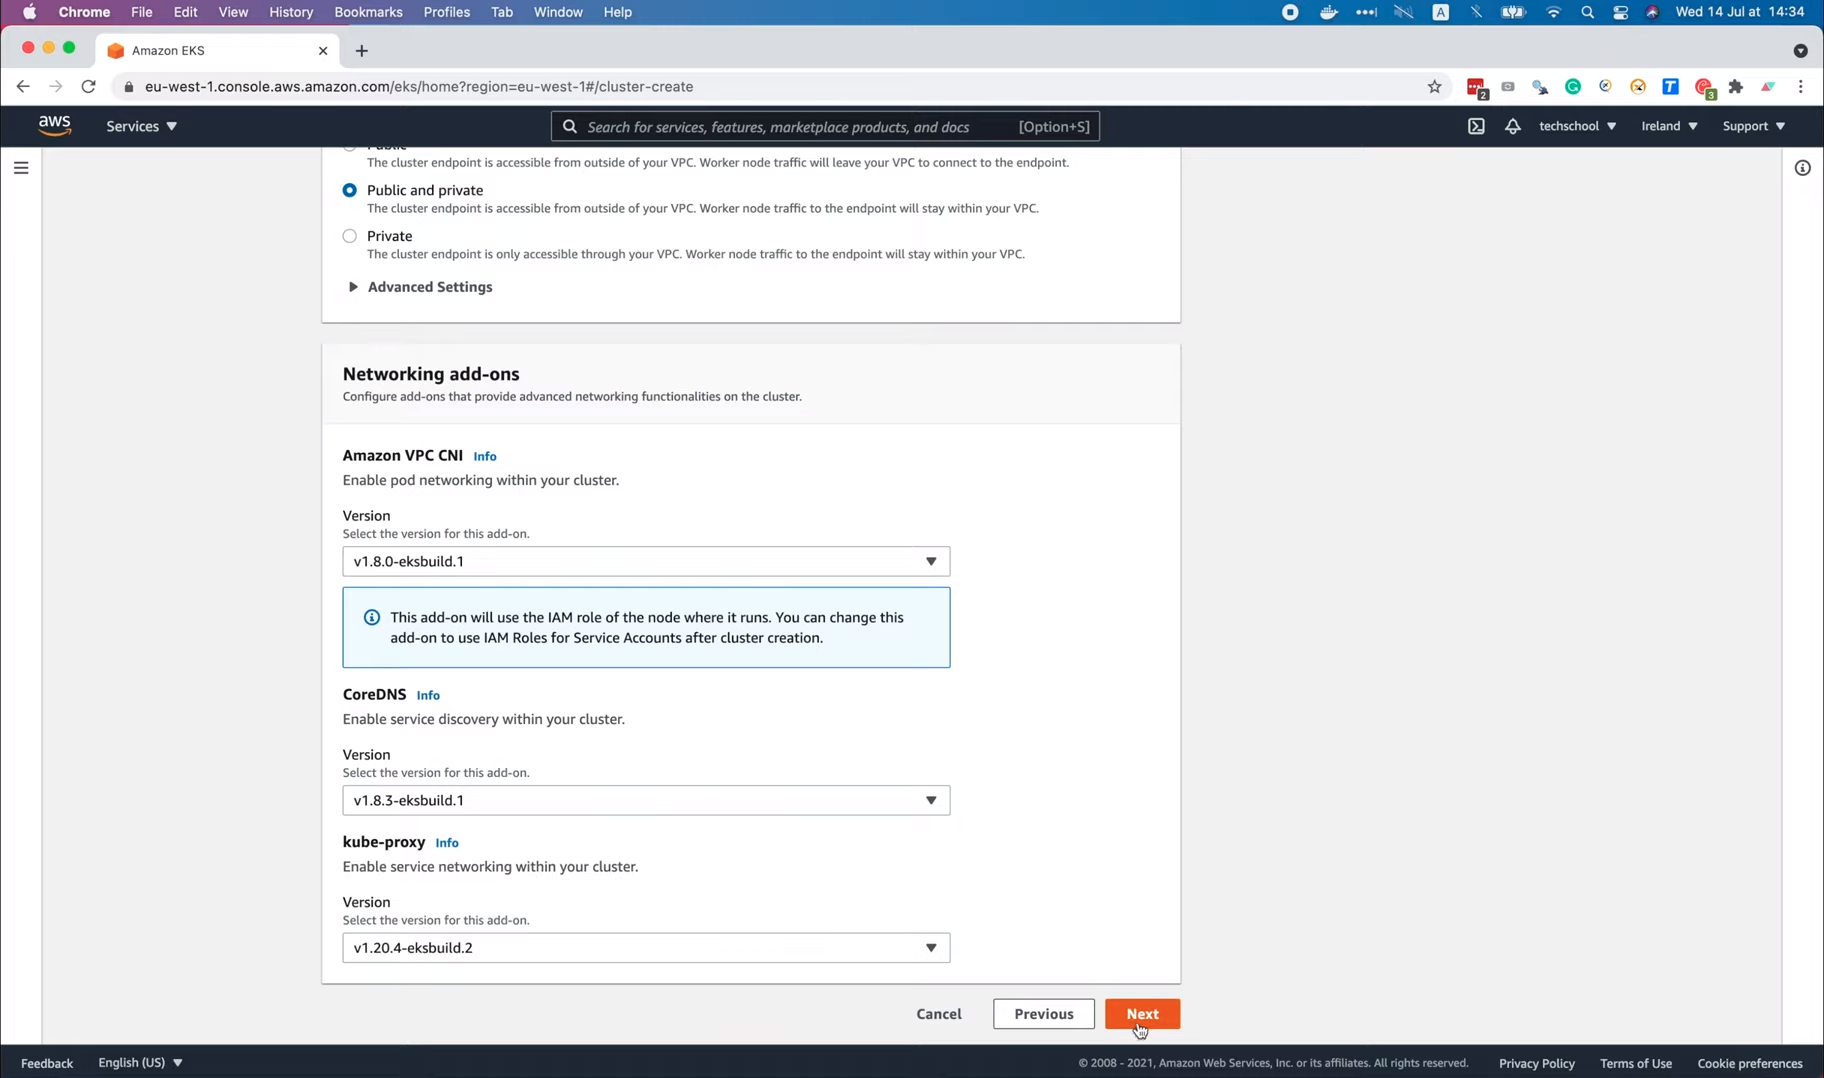 Chrome File Edit View History Bookmarks Profiles Tab Window Help
A
Wed 14 Jul at 14:34
Amazon EKS
eu-west-1.console.aws.amazon.com/eks/home?region=eu-west-1#/cluster-create
2
T
3
aws
Services
Search for services, features, marketplace products, and docs [Option+S]
techschool
Ireland
Support
Public
The cluster endpoint is accessible from outside of your VPC. Worker node traffic will leave your VPC to connect to the endpoint.
Public and private
The cluster endpoint is accessible from outside of your VPC. Worker node traffic to the endpoint will stay within your VPC.
Private
The cluster endpoint is only accessible through your VPC. Worker node traffic to the endpoint will stay within your VPC.
Advanced Settings
Networking add-ons
Configure add-ons that provide advanced networking functionalities on the cluster.
Amazon VPC CNI Info
Enable pod networking within your cluster.
Version
Select the version for this add-on.
v1.8.0-eksbuild.1
This add-on will use the IAM role of the node where it runs. You can change this
add-on to use IAM Roles for Service Accounts after cluster creation.
CoreDNS Info
Enable service discovery within your cluster.
Version
Select the version for this add-on.
v1.8.3-eksbuild.1
kube-proxy Info
Enable service networking within your cluster.
Version
Select the version for this add-on.
v1.20.4-eksbuild.2
Cancel
Previous
Next
Feedback
English (US)
© 2008 - 2021, Amazon Web Services, Inc. or its affiliates. All rights reserved.
Privacy Policy
Terms of Use
Cookie preferences